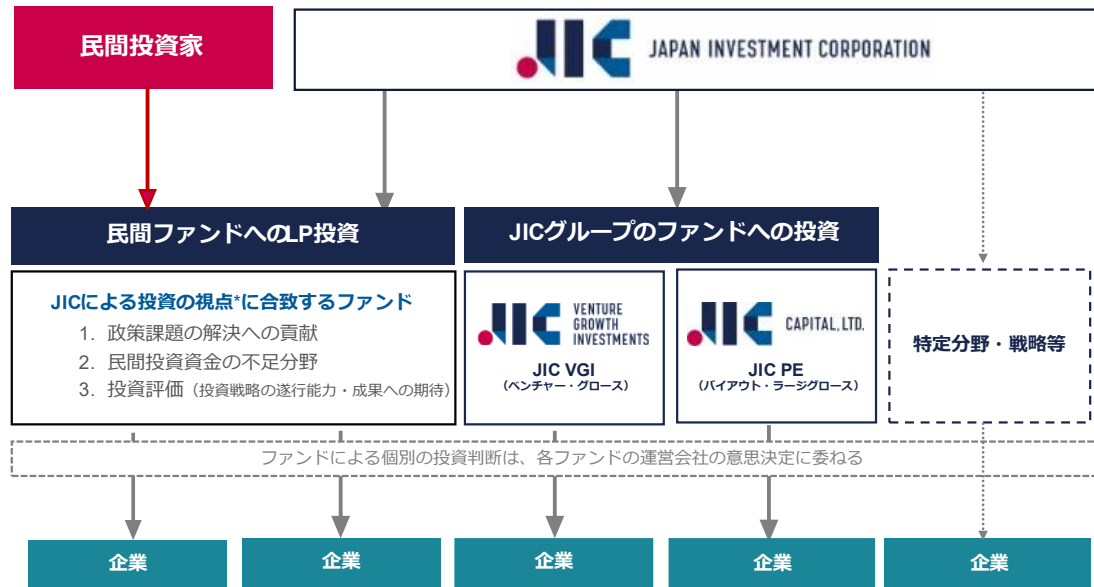 民間投資家
JIC JAPAN INVESTMENT CORPORATION
民間ファンドへのLP投資
JICグループのファンドへの投資
JICによる投資の視点*に合致するファンド
1. 政策課題の解決への貢献
2. 民間投資資金の不足分野
3. 投資評価（投資戦略の遂行能力・成果への期待）
JIC VENTURE
GROWTH
INVESTMENTS
JIC VGI
（ベンチャー・グロース）
JIC CAPITAL, LTD.
JIC PE
（バイアウト・ラージグロース）
特定分野・戦略等
ファンドによる個別の投資判断は、各ファンドの運営会社の意思決定に委ねる
企業
企業
企業
企業
企業